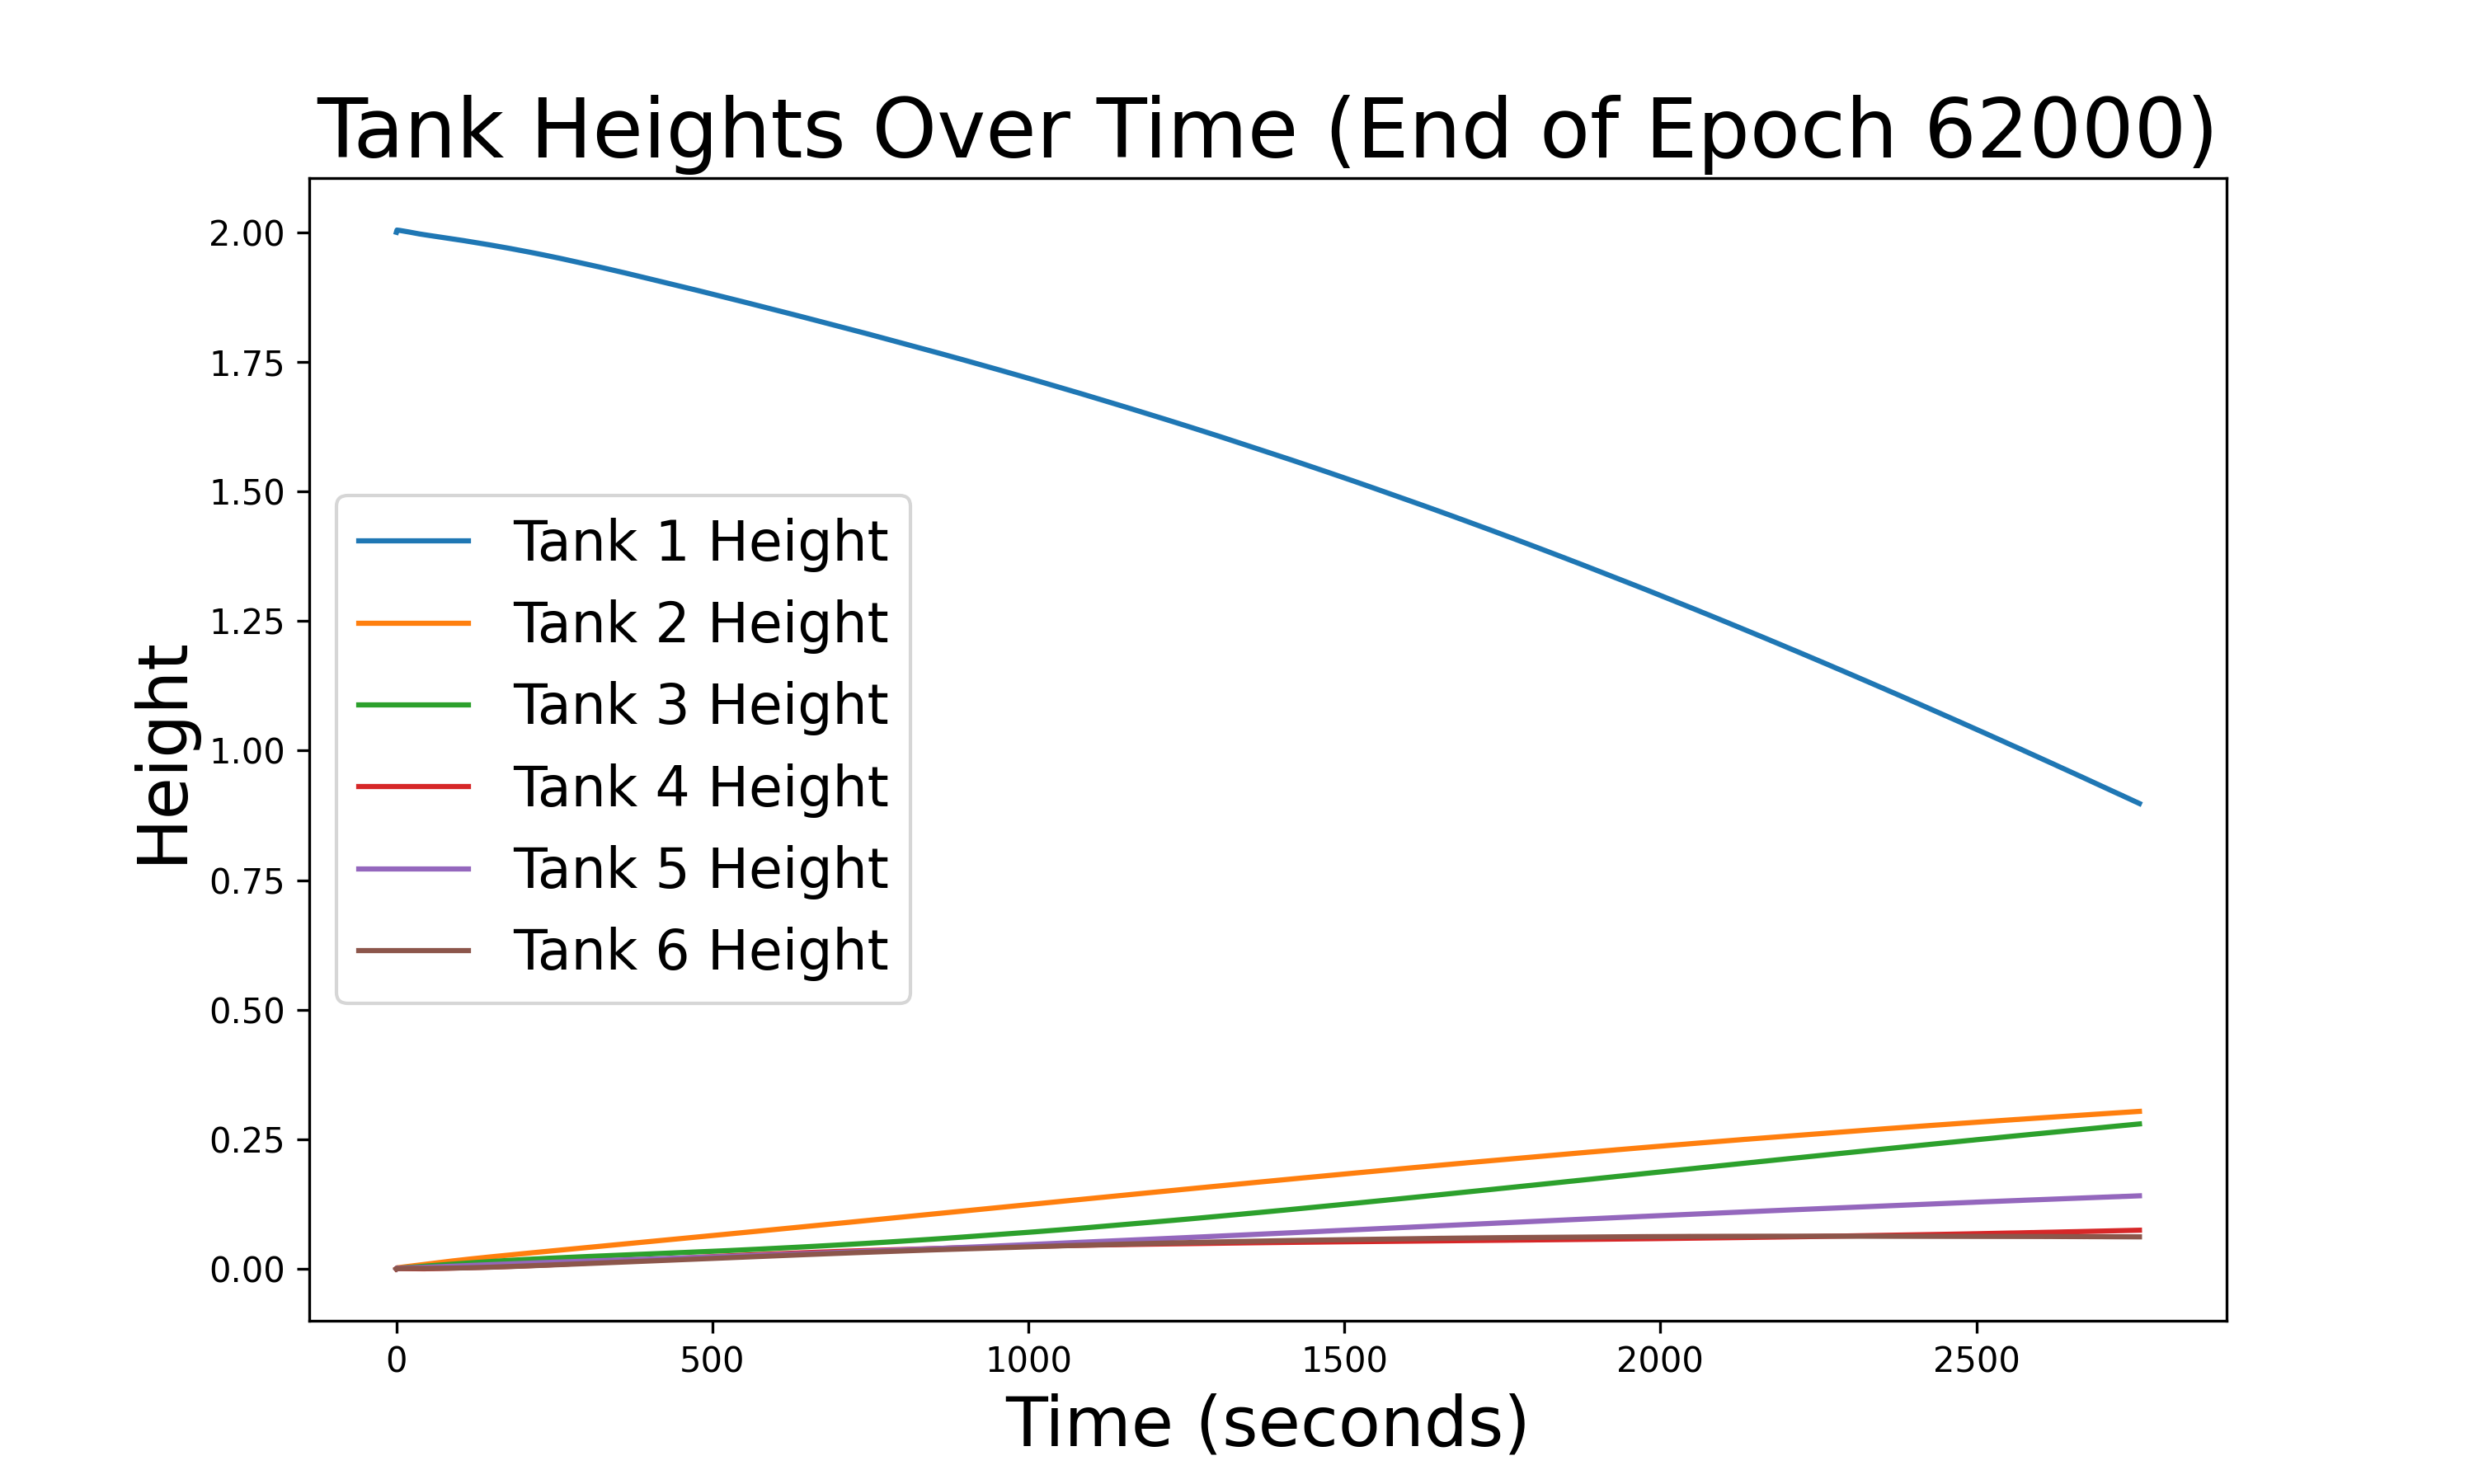 Tank Heights Over Time (End of Epoch 62000)
Height
2.00
1.75
1.50
1.25
1.00
0.75
0.50
0.25
0.00
Tank 1 Height
Tank 2 Height
Tank 3 Height
Tank 4 Height
Tank 5 Height
Tank 6 Height
0 500 1000 1500 2000 2500
Time (seconds)